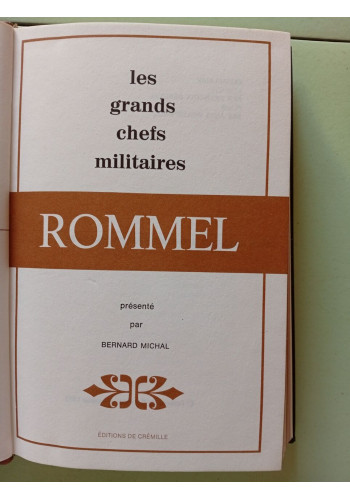 les
grands
chefs
militaires
ROMMEL
présenté
par
BERNARD MICHAL
ÉDITIONS DE CRÉMILLE